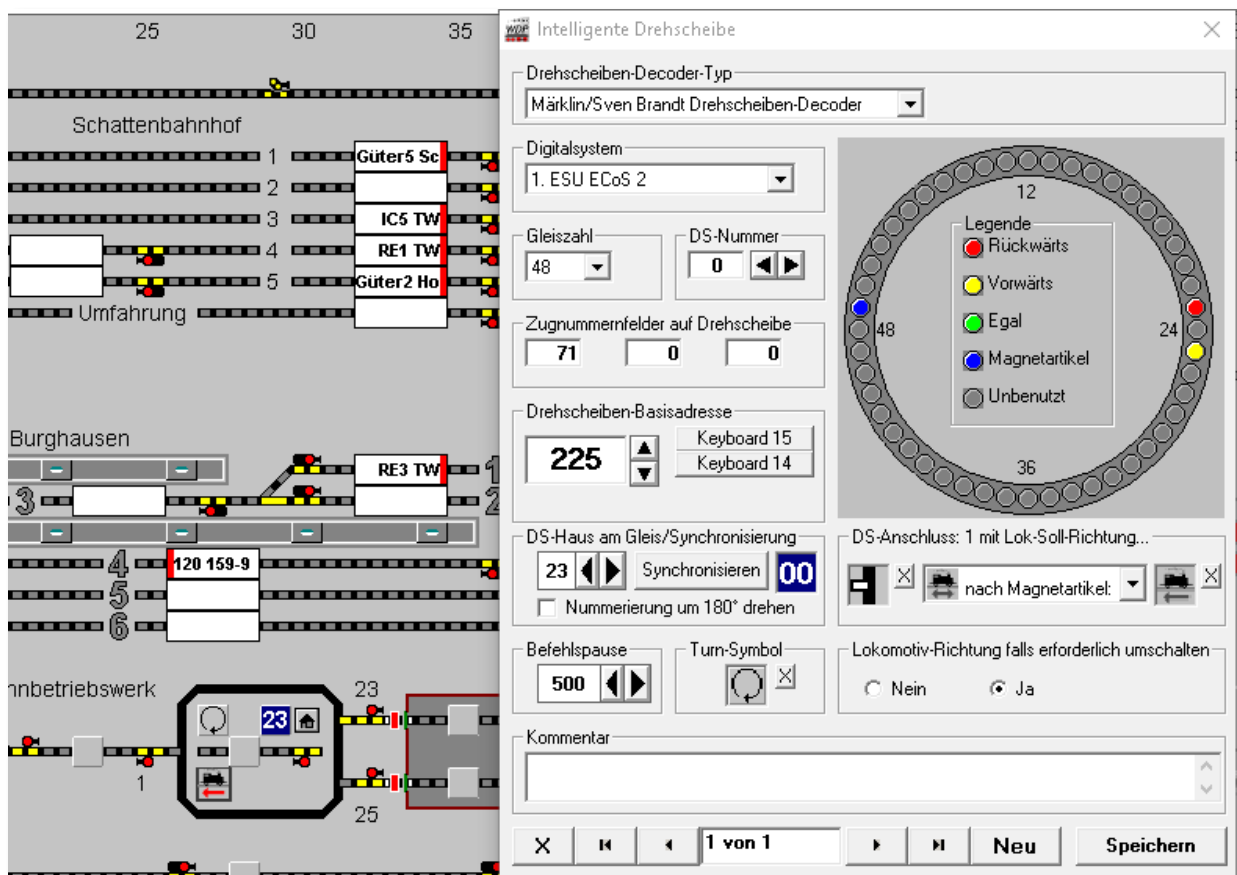 25 30 35
Schattenbahnhof
1 Güter5 Sc
2
3 IC5 TW
4 RE1 TW
5 Güter2 Ho
Umfahrung
Burghausen
RE3 TW 1
3 2
4 120 159-9
5
6
hnbetriebswerk 23
23
1
25
WDP Intelligente Drehscheibe
Drehscheiben-Decoder-Typ
Märklin/Sven Brandt Drehscheiben-Decoder
Digitalsystem
1. ESU ECoS 2
Gleiszahl DS-Nummer
48 0
Zugnummernfelder auf Drehscheibe
71 0 0
Drehscheiben-Basisadresse
225 Keyboard 15
Keyboard 14
12
Legende
Rückwärts
Vorwärts
48 Egal 24
Magnetartikel
Unbenutzt
36
DS-Haus am Gleis/Synchronisierung
23 Synchronisieren 00
Nummerierung um 180° drehen
DS-Anschluss: 1 mit Lok-Soll-Richtung...
X nach Magnetartikel: X
Befehlspause Turn-Symbol
500 X
Lokomotiv-Richtung falls erforderlich umschalten
Nein Ja
Kommentar
X 1 von 1 Neu Speichern